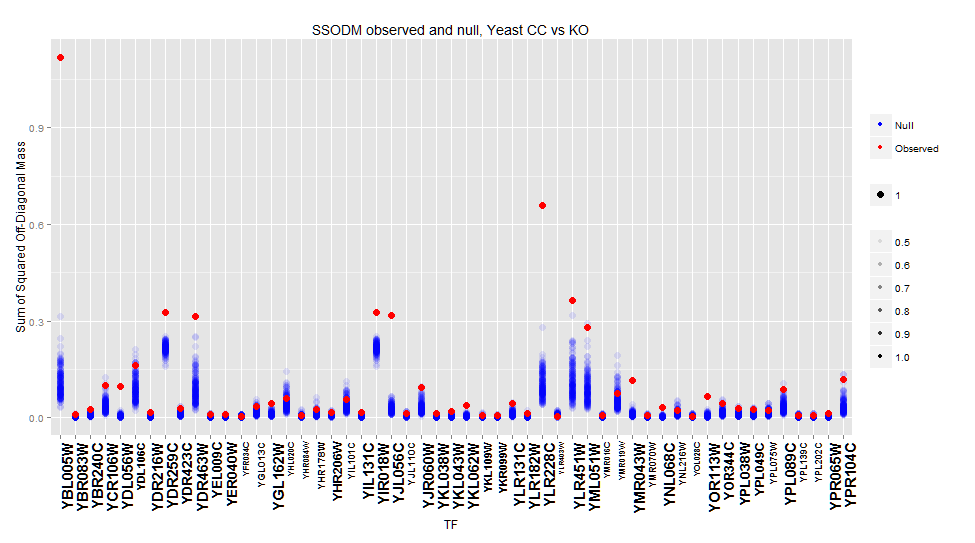 SSODM observed and null, Yeast CC vs KO
Sum of Squared Off-Diagonal Mass
0.9
0.6
0.3
0.0
YBL005W
YBR083W
YBR240C
YCR106W
YDL056W
YDL106C
YDR216W
YDR259C
YDR423C
YDR463W
YEL009C
YER040W
YFR034C
YGL013C
YGL162W
YHL020C
YHR084W
YHR178W
YHR206W
YIL101C
YIL131C
YIR018W
YJL056C
YJL110C
YJR060W
YKL038W
YKL043W
YKL062W
YKL109W
YKR099W
YLR131C
YLR182W
YLR228C
YLR403W
YLR451W
YML051W
YMR016C
YMR019W
YMR043W
YMR070W
YNL068C
YNL216W
YOL028C
YOR113W
YOR344C
YPL038W
YPL049C
YPL075W
YPL089C
YPL139C
YPL202C
YPR065W
YPR104C
TF
Null
Observed
1
0.5
0.6
0.7
0.8
0.9
1.0